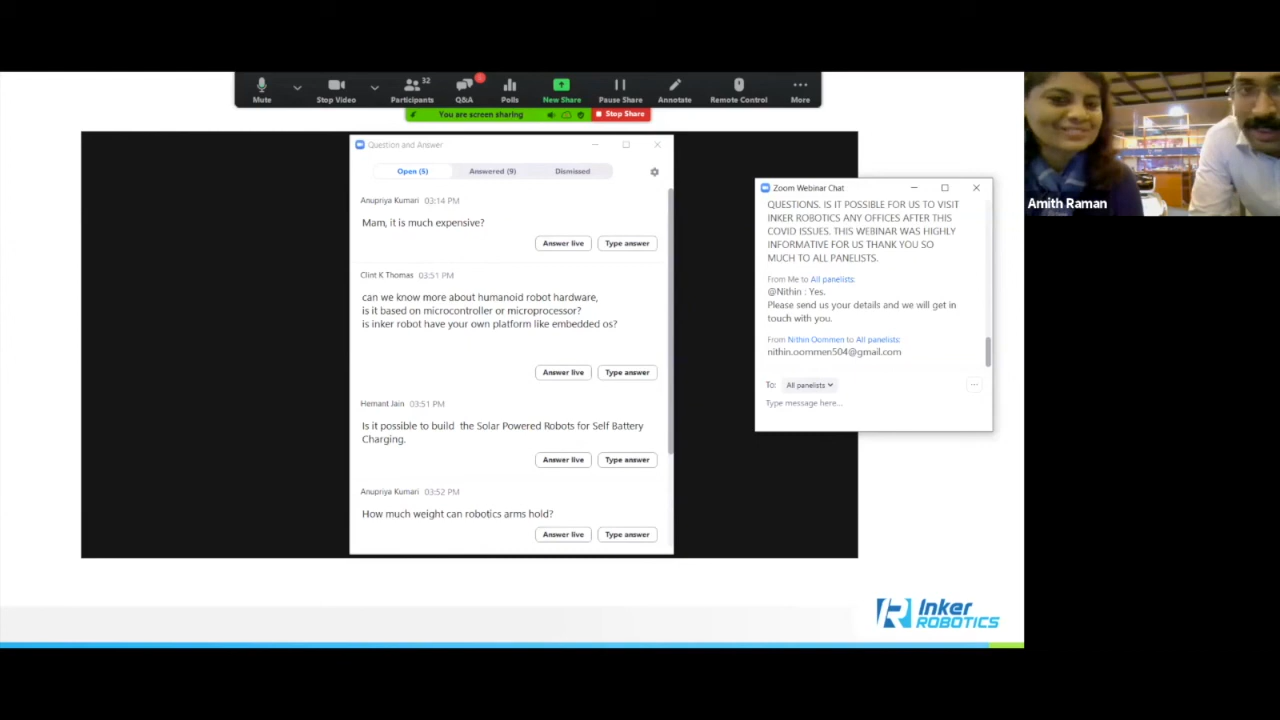 Mute
Stop Video
Participants
32
Q&A
Polls
New Share
Pause Share
Annotate
Remote Control
More
You are screen sharing
Stop Share
Question and Answer
Open (5)
Answered (9)
Dismissed
Anupriya Kumari 03:14 PM
Mam, it is much expensive?
Answer live
Type answer
Clint K Thomas 03:51 PM
can we know more about humanoid robot hardware,
is it based on microcontroller or microprocessor?
is inker robot have your own platform like embedded os?
Answer live
Type answer
Hemant Jain 03:51 PM
Is it possible to build the Solar Powered Robots for Self Battery
Charging.
Answer live
Type answer
Anupriya Kumari 03:52 PM
How much weight can robotics arms hold?
Answer live
Type answer
Zoom Webinar Chat
QUESTIONS. IS IT POSSIBLE FOR US TO VISIT
INKER ROBOTICS ANY OFFICES AFTER THIS
COVID ISSUES. THIS WEBINAR WAS HIGHLY
INFORMATIVE FOR US THANK YOU SO
MUCH TO ALL PANELISTS.
From Me to All panelists:
@Nithin : Yes.
Please send us your details and we will get in
touch with you.
From Nithin Oommen to All panelists:
nithin.oommen504@gmail.com
To: All panelists
Type message here...
Amith Raman
Inker
ROBOTICS